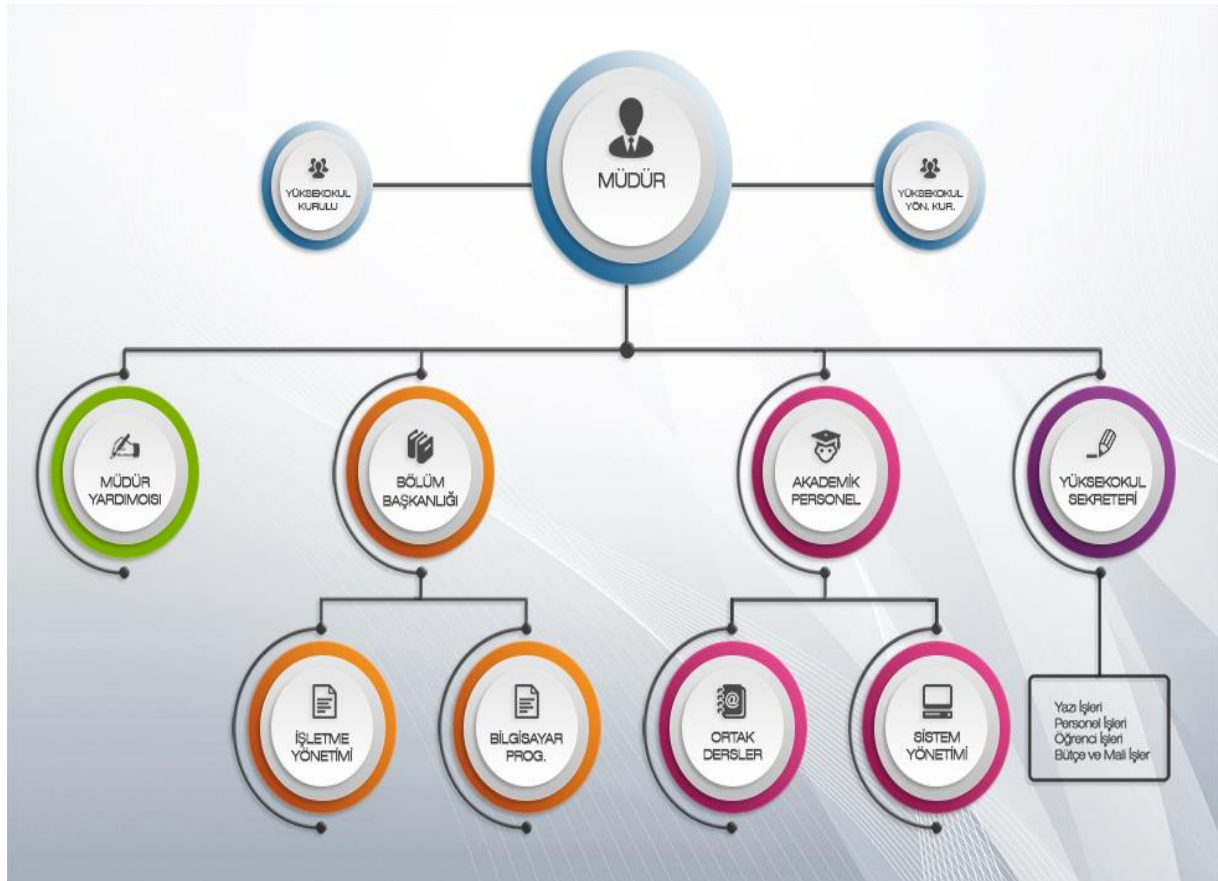 MÜDÜR
YÜKSEKOKUL
KURULU
YÜKSEKOKUL
YÖN. KUR.
MÜDÜR
YARDIMOISI
BÖLÜM
BAŞKANLIĞI
AKADEMİK
PERSONEL
YÜKSEKOKUL
SEKRETERİ
İŞLETME
YÖNETİMİ
BİLGİSAYAR
PROG.
ORTAK
DERSLER
SİSTEM
YÖNETİMİ
Yazı İşleri
Personel İşleri
Öğrenci İşleri
Bütçe ve Mali İşler